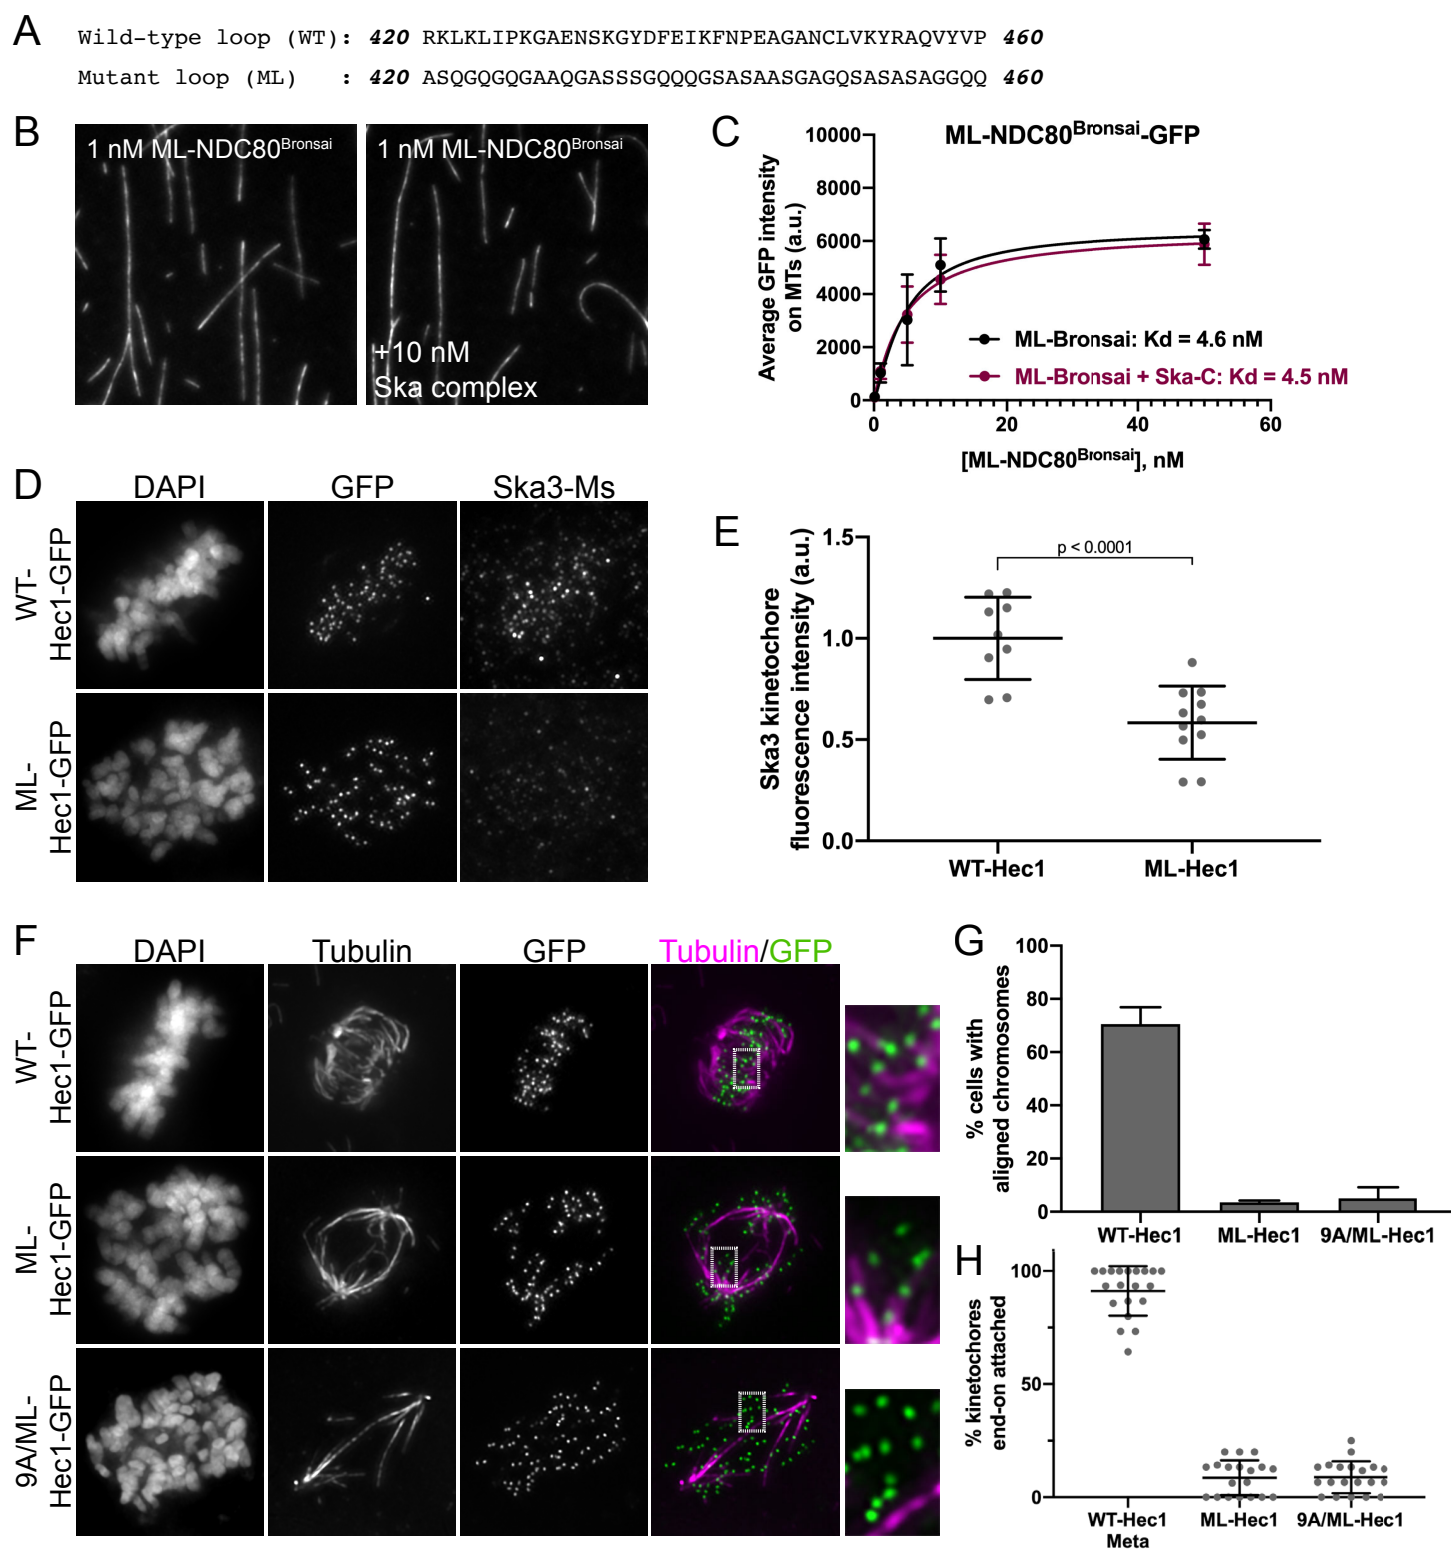 A
Wild-type loop (WT): 420 RKLKLIPKGAENSKGYDFEIKFNPEAGANCLVKYRAQVYVP 460
Mutant loop (ML) : 420 ASQGQGQGAAQGASSSGQQQGSASAASGAGQSASASAGGQQ 460
B
1 nM ML-NDC80Bronsai
1 nM ML-NDC80Bronsai
+10 nM
Ska complex
C
ML-NDC80Bronsai-GFP
Average GFP intensity
on MTs (a.u.)
10000
8000
6000
4000
2000
0
ML-Bronsai: Kd = 4.6 nM
ML-Bronsai + Ska-C: Kd = 4.5 nM
0 20 40 60
[ML-NDC80Bronsai], nM
D
DAPI GFP Ska3-Ms
WT-
Hec1-GFP
ML-
Hec1-GFP
E
Ska3 kinetochore
fluorescence intensity (a.u.)
1.5
1.0
0.5
0.0
p < 0.0001
WT-Hec1 ML-Hec1
F
DAPI Tubulin GFP Tubulin/GFP
WT-
Hec1-GFP
ML-
Hec1-GFP
9A/ML-
Hec1-GFP
G
% cells with
aligned chromosomes
100
80
60
40
20
0
WT-Hec1 ML-Hec1 9A/ML-Hec1
H
% kinetochores
end-on attached
100
50
0
WT-Hec1
Meta
ML-Hec1 9A/ML-Hec1